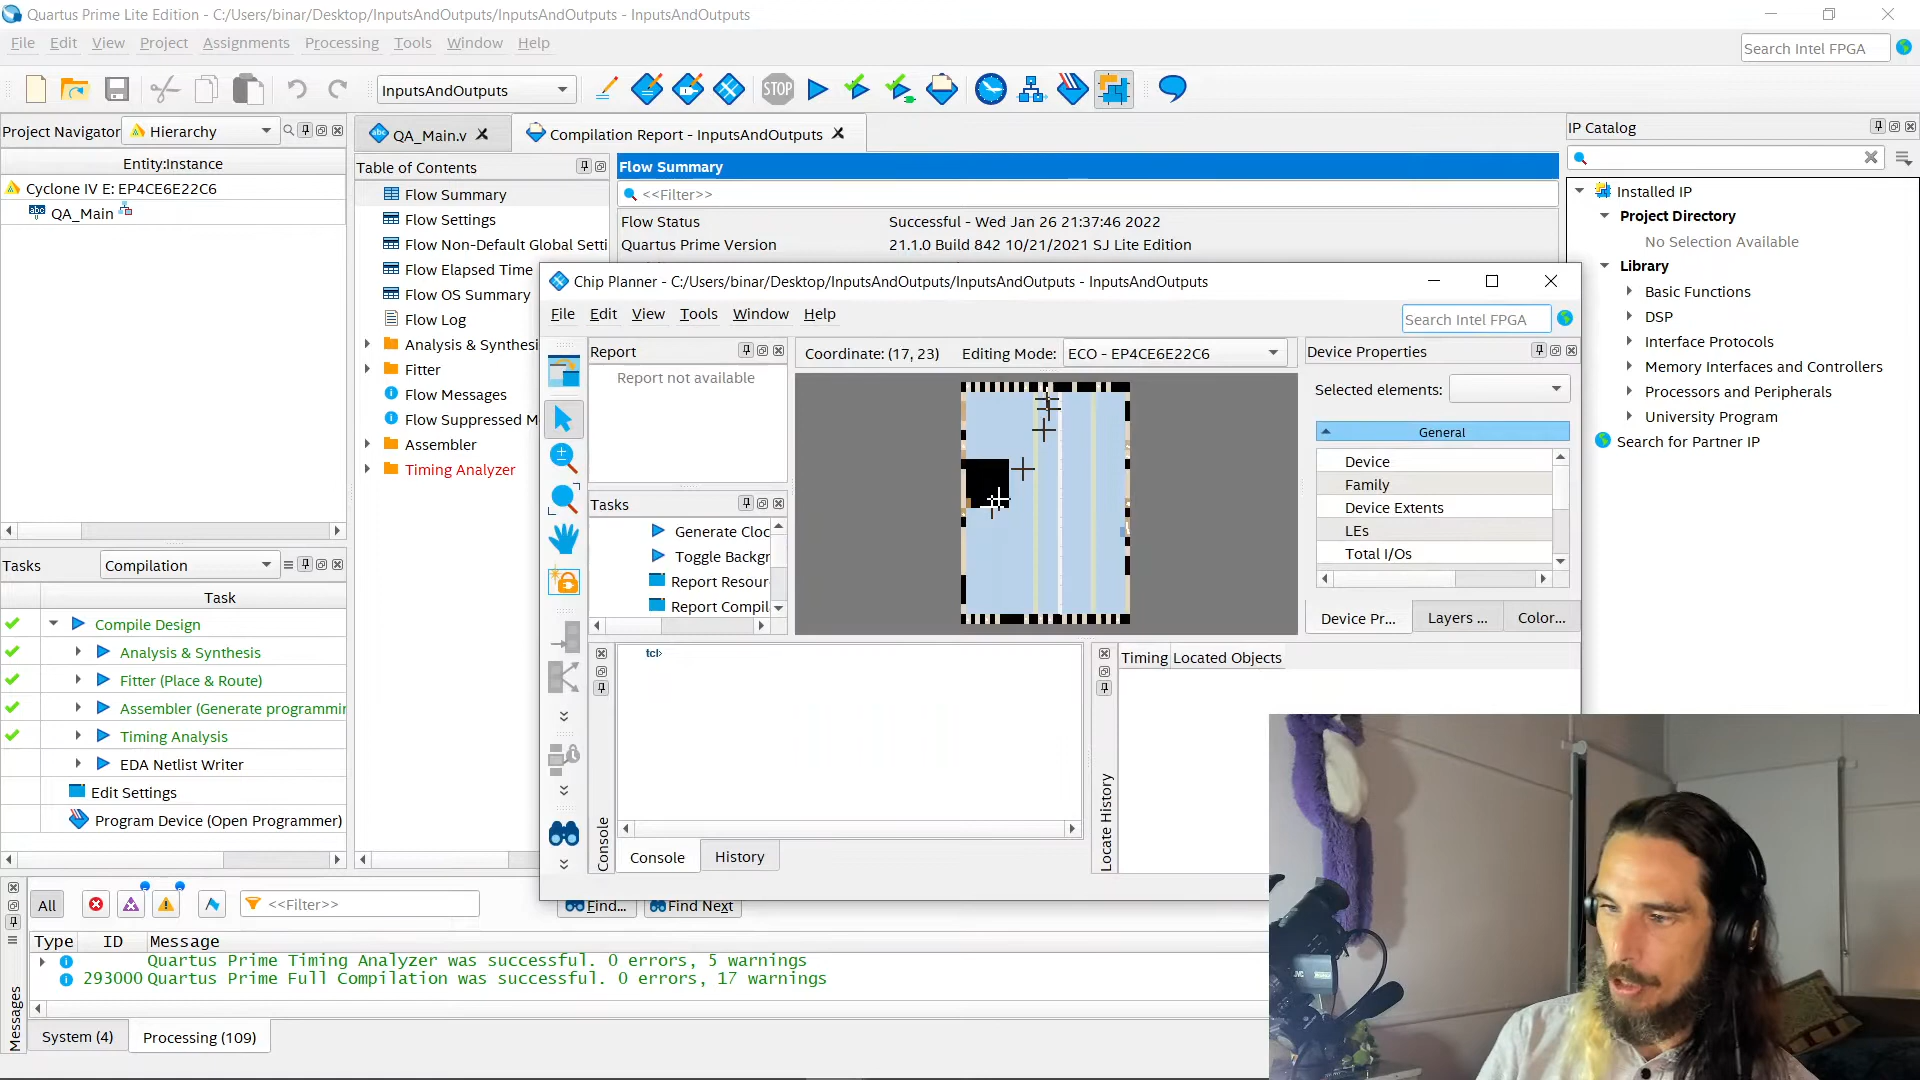 Quartus Prime Lite Edition - C:/Users/binar/Desktop/InputsAndOutputs/InputsAndOutputs - InputsAndOutputs
File Edit View Project Assignments Processing Tools Window Help
Search Intel FPGA
InputsAndOutputs
STOP
Project Navigator Hierarchy
Entity:Instance
Cyclone IV E: EP4CE6E22C6
abc QA_Main
abc QA_Main.v
Compilation Report - InputsAndOutputs
Table of Contents
Flow Summary
Flow Settings
Flow Non-Default Global Setti
Flow Elapsed Time
Flow OS Summary
Flow Log
Analysis & Synthesi
Fitter
Flow Messages
Flow Suppressed M
Assembler
Timing Analyzer
Flow Summary
<<Filter>>
Flow Status Successful - Wed Jan 26 21:37:46 2022
Quartus Prime Version 21.1.0 Build 842 10/21/2021 SJ Lite Edition
IP Catalog
Installed IP
Project Directory
No Selection Available
Library
Basic Functions
DSP
Interface Protocols
Memory Interfaces and Controllers
Processors and Peripherals
University Program
Search for Partner IP
Chip Planner - C:/Users/binar/Desktop/InputsAndOutputs/InputsAndOutputs - InputsAndOutputs
File Edit View Tools Window Help
Search Intel FPGA
Report
Report not available
Tasks
Generate Cloc
Toggle Backgr
Report Resour
Report Compil
Coordinate: (17, 23) Editing Mode: ECO - EP4CE6E22C6
Device Properties
Selected elements:
General
Device
Family
Device Extents
LEs
Total I/Os
Device Pr... Layers ... Color...
tcl>
Console
Console History
Timing Located Objects
Locate History
Tasks Compilation
Task
Compile Design
Analysis & Synthesis
Fitter (Place & Route)
Assembler (Generate programmir
Timing Analysis
EDA Netlist Writer
Edit Settings
Program Device (Open Programmer)
All <<Filter>> Find... Find Next
Type ID Message
Quartus Prime Timing Analyzer was successful. 0 errors, 5 warnings
293000 Quartus Prime Full Compilation was successful. 0 errors, 17 warnings
Messages
System (4) Processing (109)
JVC